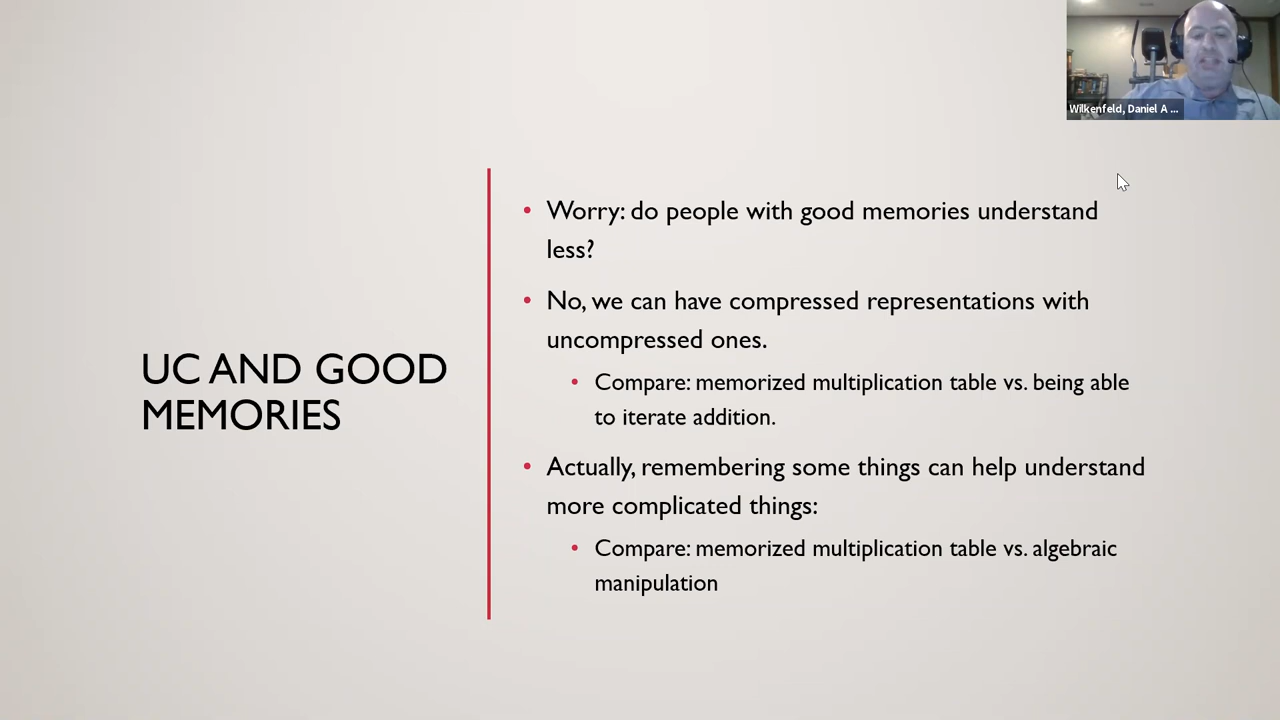 Wilkenfeld, Daniel A ...
UC AND GOOD
MEMORIES
• Worry: do people with good memories understand
less?
• No, we can have compressed representations with
uncompressed ones.
• Compare: memorized multiplication table vs. being able
to iterate addition.
• Actually, remembering some things can help understand
more complicated things:
• Compare: memorized multiplication table vs. algebraic
manipulation